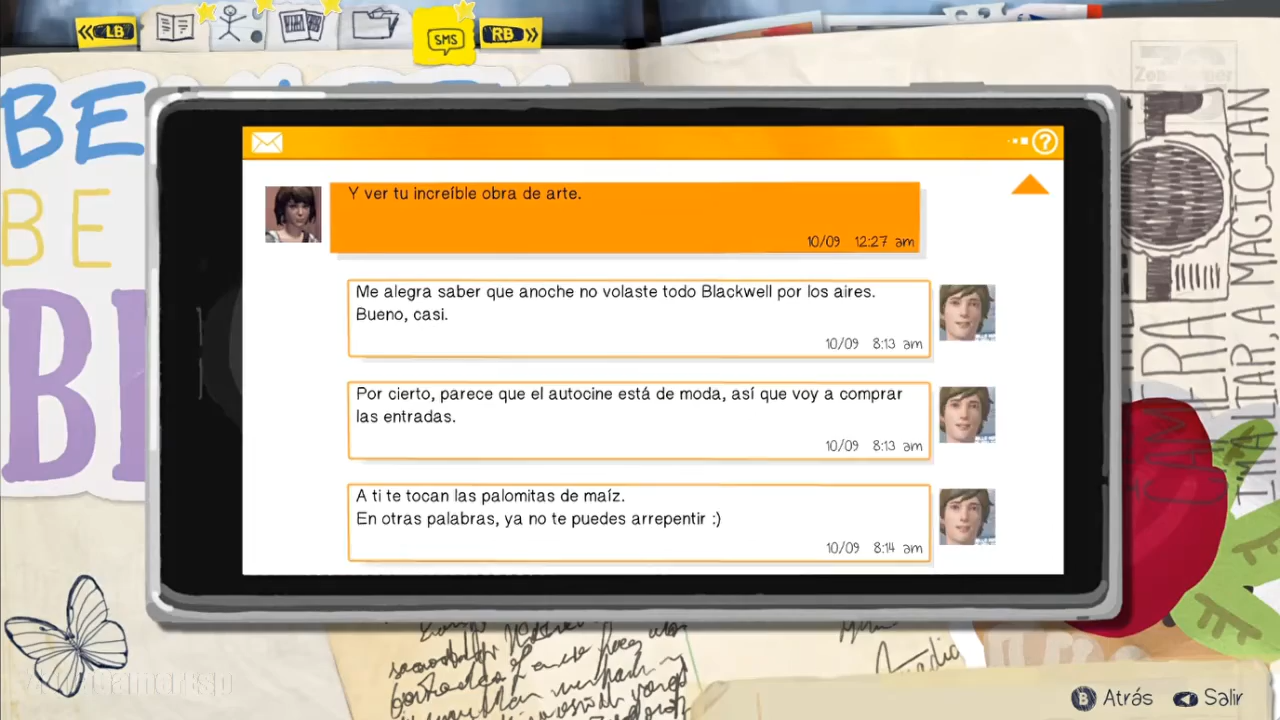 LB
SMS
RB
BE
BE
Y ver tu increíble obra de arte.
10/09 12:27 am
Me alegra saber que anoche no volaste todo Blackwell por los aires.
Bueno, casi.
10/09 8:13 am
Por cierto, parece que el autocine está de moda, así que voy a comprar
las entradas.
10/09 8:13 am
A ti te tocan las palomitas de maíz.
En otras palabras, ya no te puedes arrepentir :)
10/09 8:14 am
CAMERA
A MAGICIAN
B Atrás
Salir